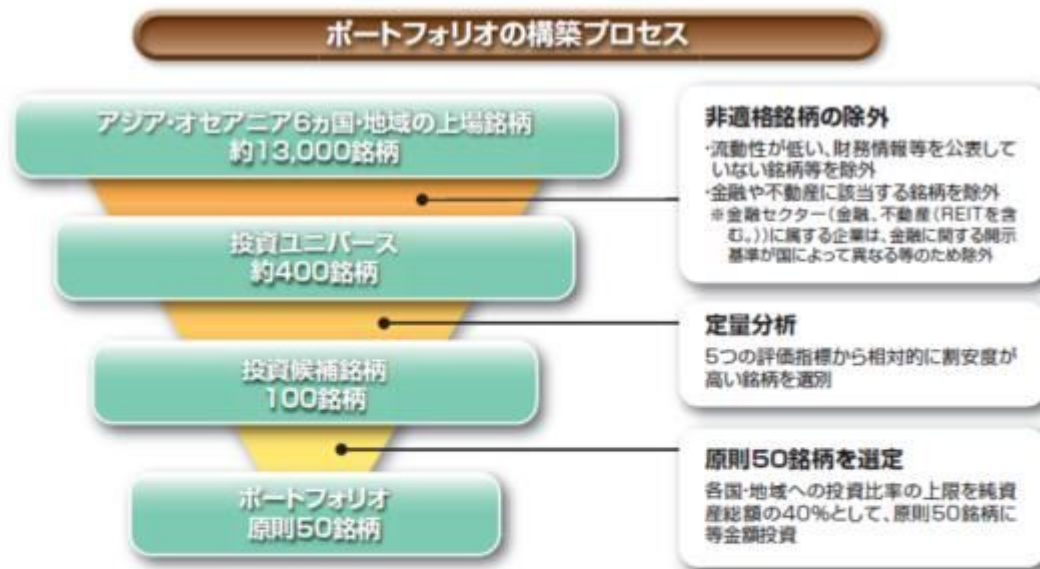 ポートフォリオの構築プロセス
アジア・オセアニア6ヵ国・地域の上場銘柄
約13,000銘柄
非適格銘柄の除外
・流動性が低い、財務情報等を公表して
いない銘柄等を除外
・金融や不動産に該当する銘柄を除外
※金融セクター(金融、不動産(REITを含
む。))に属する企業は、金融に関する開示
基準が国によって異なる等のため除外
投資ユニバース
約400銘柄
定量分析
5つの評価指標から相対的に割安度が
高い銘柄を選別
投資候補銘柄
100銘柄
原則50銘柄を選定
各国・地域への投資比率の上限を純資
産総額の40%として、原則50銘柄に
等金額投資
ポートフォリオ
原則50銘柄